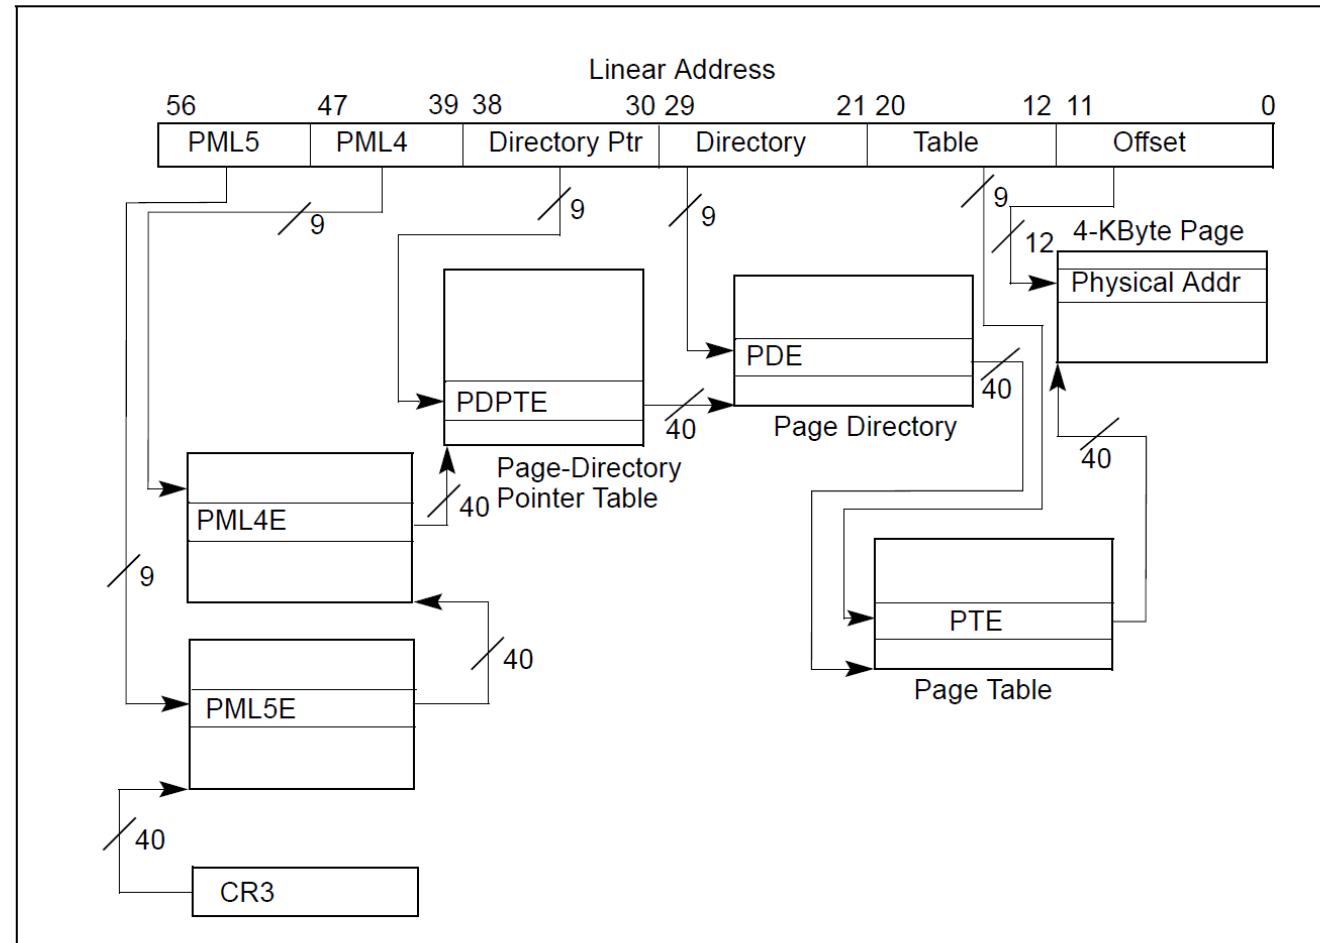 Linear Address
56 47 39 38 30 29 21 20 12 11 0
PML5 PML4 Directory Ptr Directory Table Offset
9 9 9 9
12 4-KByte Page
Physical Addr
PDE
40
PDPTE
40
Page Directory
40
Page-Directory
Pointer Table
40
PML4E
9
PTE
40
Page Table
PML5E
40
CR3